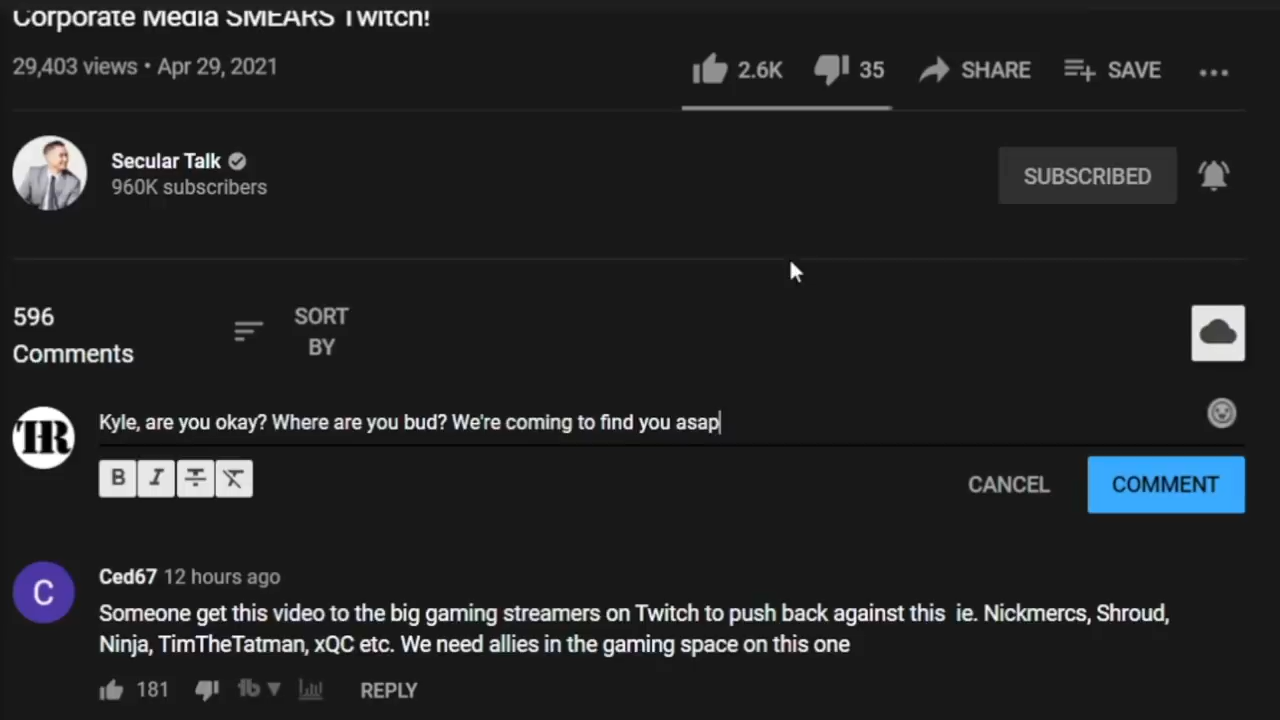 Corporate Media SMEARS Twitch!
29,403 views • Apr 29, 2021
2.6K
35
SHARE
SAVE
Secular Talk
960K subscribers
SUBSCRIBED
596
Comments
SORT
BY
THR
Kyle, are you okay? Where are you bud? We're coming to find you asap
B I T T
CANCEL
COMMENT
C
Ced67 12 hours ago
Someone get this video to the big gaming streamers on Twitch to push back against this ie. Nickmercs, Shroud,
Ninja, TimTheTatman, xQC etc. We need allies in the gaming space on this one
181
tb
REPLY